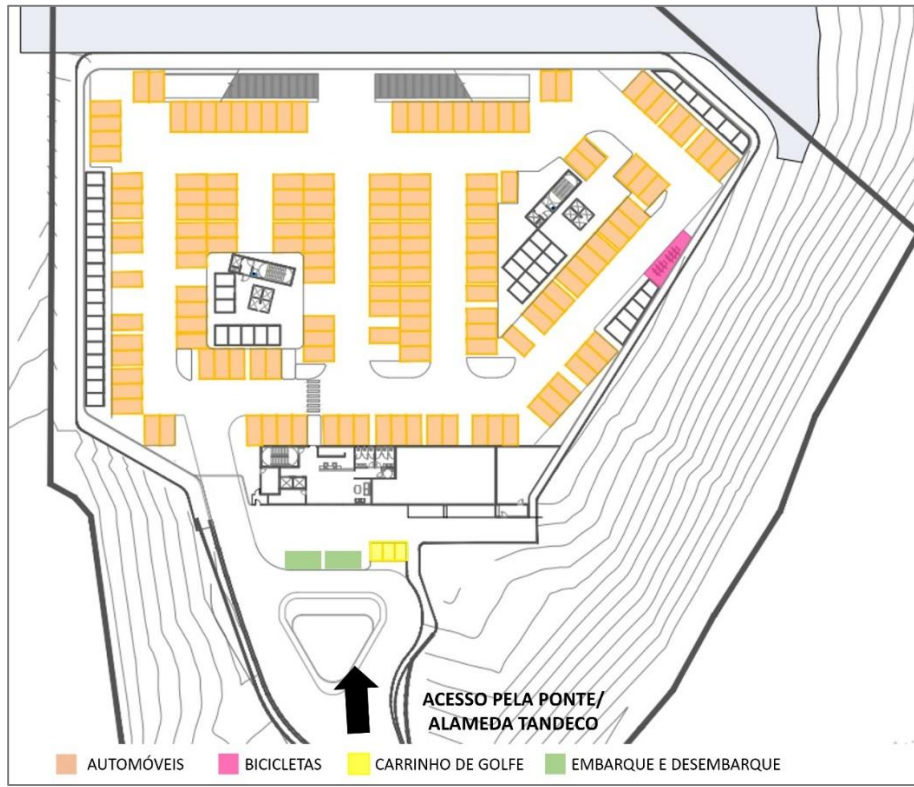 ACESSO PELA PONTE/
ALAMEDA TANDECO
AUTOMÓVEIS
BICICLETAS
CARRINHO DE GOLFE
EMBARQUE E DESEMBARQUE